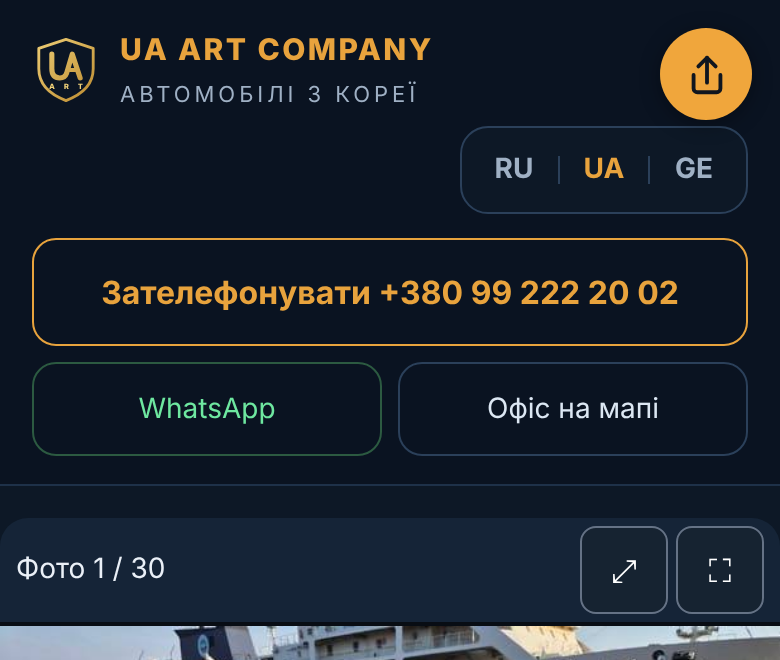 UA ART COMPANY
UA
ART
АВТОМОБІЛІ З КОРЕЇ
RU | UA | GE
Зателефонувати +380 99 222 20 02
WhatsApp
Офіс на мапі
Фото 1 / 30